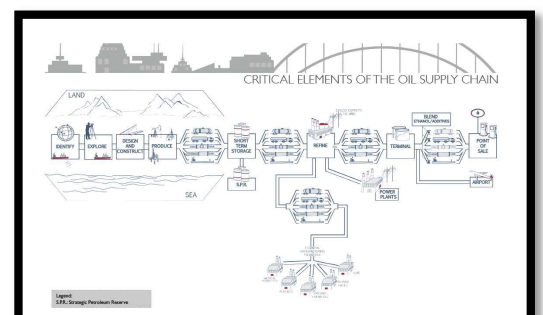 CRITICAL ELEMENTS OF THE OIL SUPPLY CHAIN
LAND
IDENTIFY
EXPLORE
DESIGN
AND
CONSTRUCT
PRODUCE
SHORT
TERM
STORAGE
S.P.R.
REFINE
TERMINAL
BLEND
ETHANOL/ADDITIVES
POINT
OF
SALE
AIRPORT
POWER
PLANTS
SEA
Legend:
S.P.R.: Strategic Petroleum Reserve